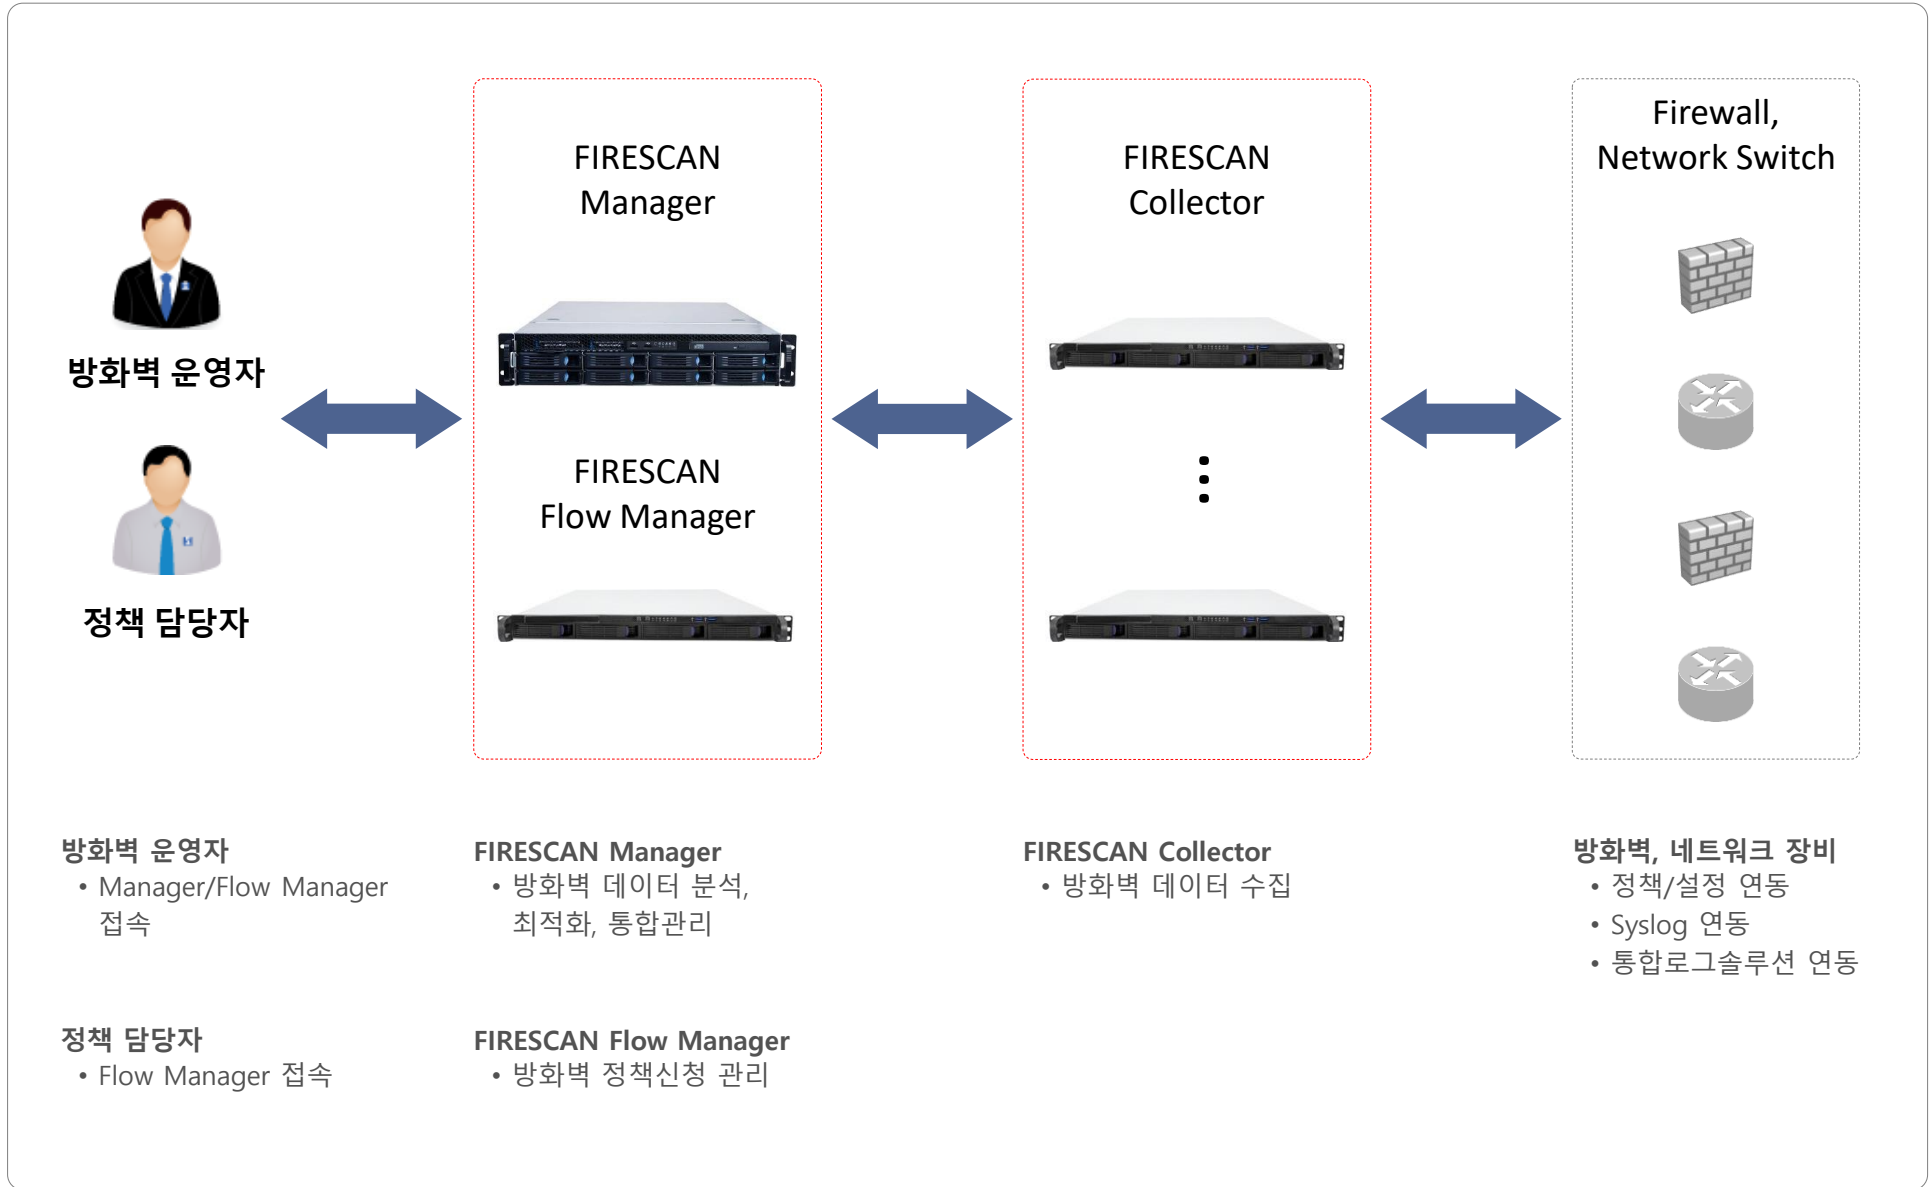 FIRESCAN
Manager
FIRESCAN
Collector
Firewall,
Network Switch
방화벽 운영자
FIRESCAN
Flow Manager
정책 담당자
방화벽 운영자
• Manager/Flow Manager
접속
FIRESCAN Manager
• 방화벽 데이터 분석,
최적화, 통합관리
FIRESCAN Collector
• 방화벽 데이터 수집
방화벽, 네트워크 장비
• 정책/설정 연동
• Syslog 연동
• 통합로그솔루션 연동
정책 담당자
• Flow Manager 접속
FIRESCAN Flow Manager
• 방화벽 정책신청 관리